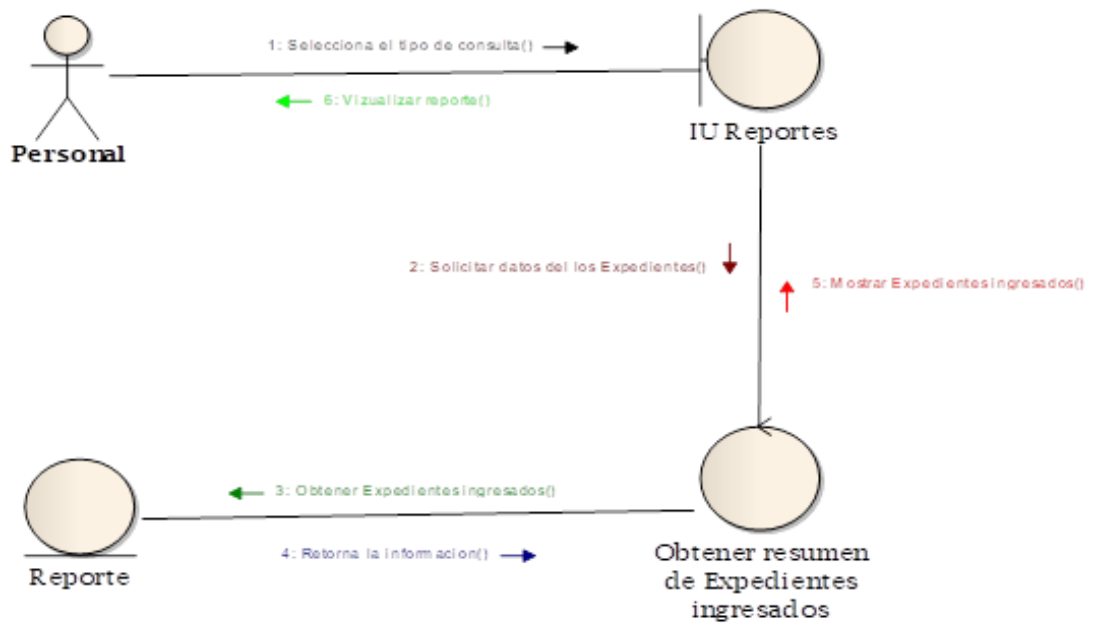 1: Selecciona el tipo de consulta()
6: Vizualizar reporte()
Personal
IU Reportes
2: Solicitar datos del los Expedientes()
5: Mostrar Expedientes ingresados()
3: Obtener Expedientes ingresados()
4: Retorna la informacion()
Reporte
Obtener resumen
de Expedientes
ingresados